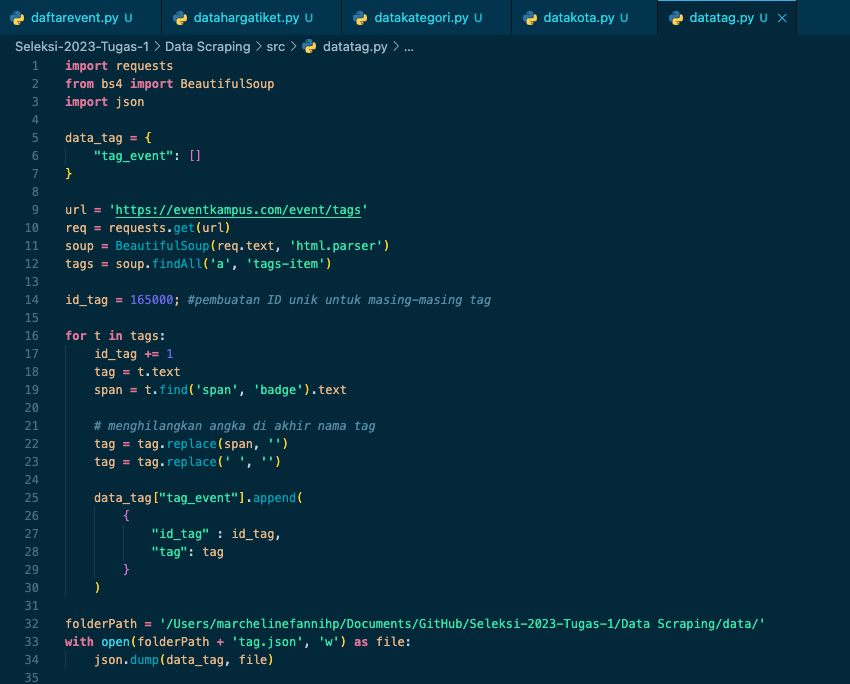 daftarevent.py U datahargatiket.py U datakategori.py U datakota.py U datatag.py U ×
Seleksi-2023-Tugas-1 > Data Scraping > src > datatag.py > ...
1 import requests
2 from bs4 import BeautifulSoup
3 import json
4
5 data_tag = {
6     "tag_event": []
7 }
8
9 url = 'https://eventkampus.com/event/tags'
10 req = requests.get(url)
11 soup = BeautifulSoup(req.text, 'html.parser')
12 tags = soup.findAll('a', 'tags-item')
13
14 id_tag = 165000; #pembuatan ID unik untuk masing-masing tag
15
16 for t in tags:
17     id_tag += 1
18     tag = t.text
19     span = t.find('span', 'badge').text
20
21     # menghilangkan angka di akhir nama tag
22     tag = tag.replace(span, '')
23     tag = tag.replace(' ', '')
24
25     data_tag["tag_event"].append(
26         {
27             "id_tag" : id_tag,
28             "tag": tag
29         }
30     )
31
32 folderPath = '/Users/marchelinefannihp/Documents/GitHub/Seleksi-2023-Tugas-1/Data Scraping/data/'
33 with open(folderPath + 'tag.json', 'w') as file:
34     json.dump(data_tag, file)
35